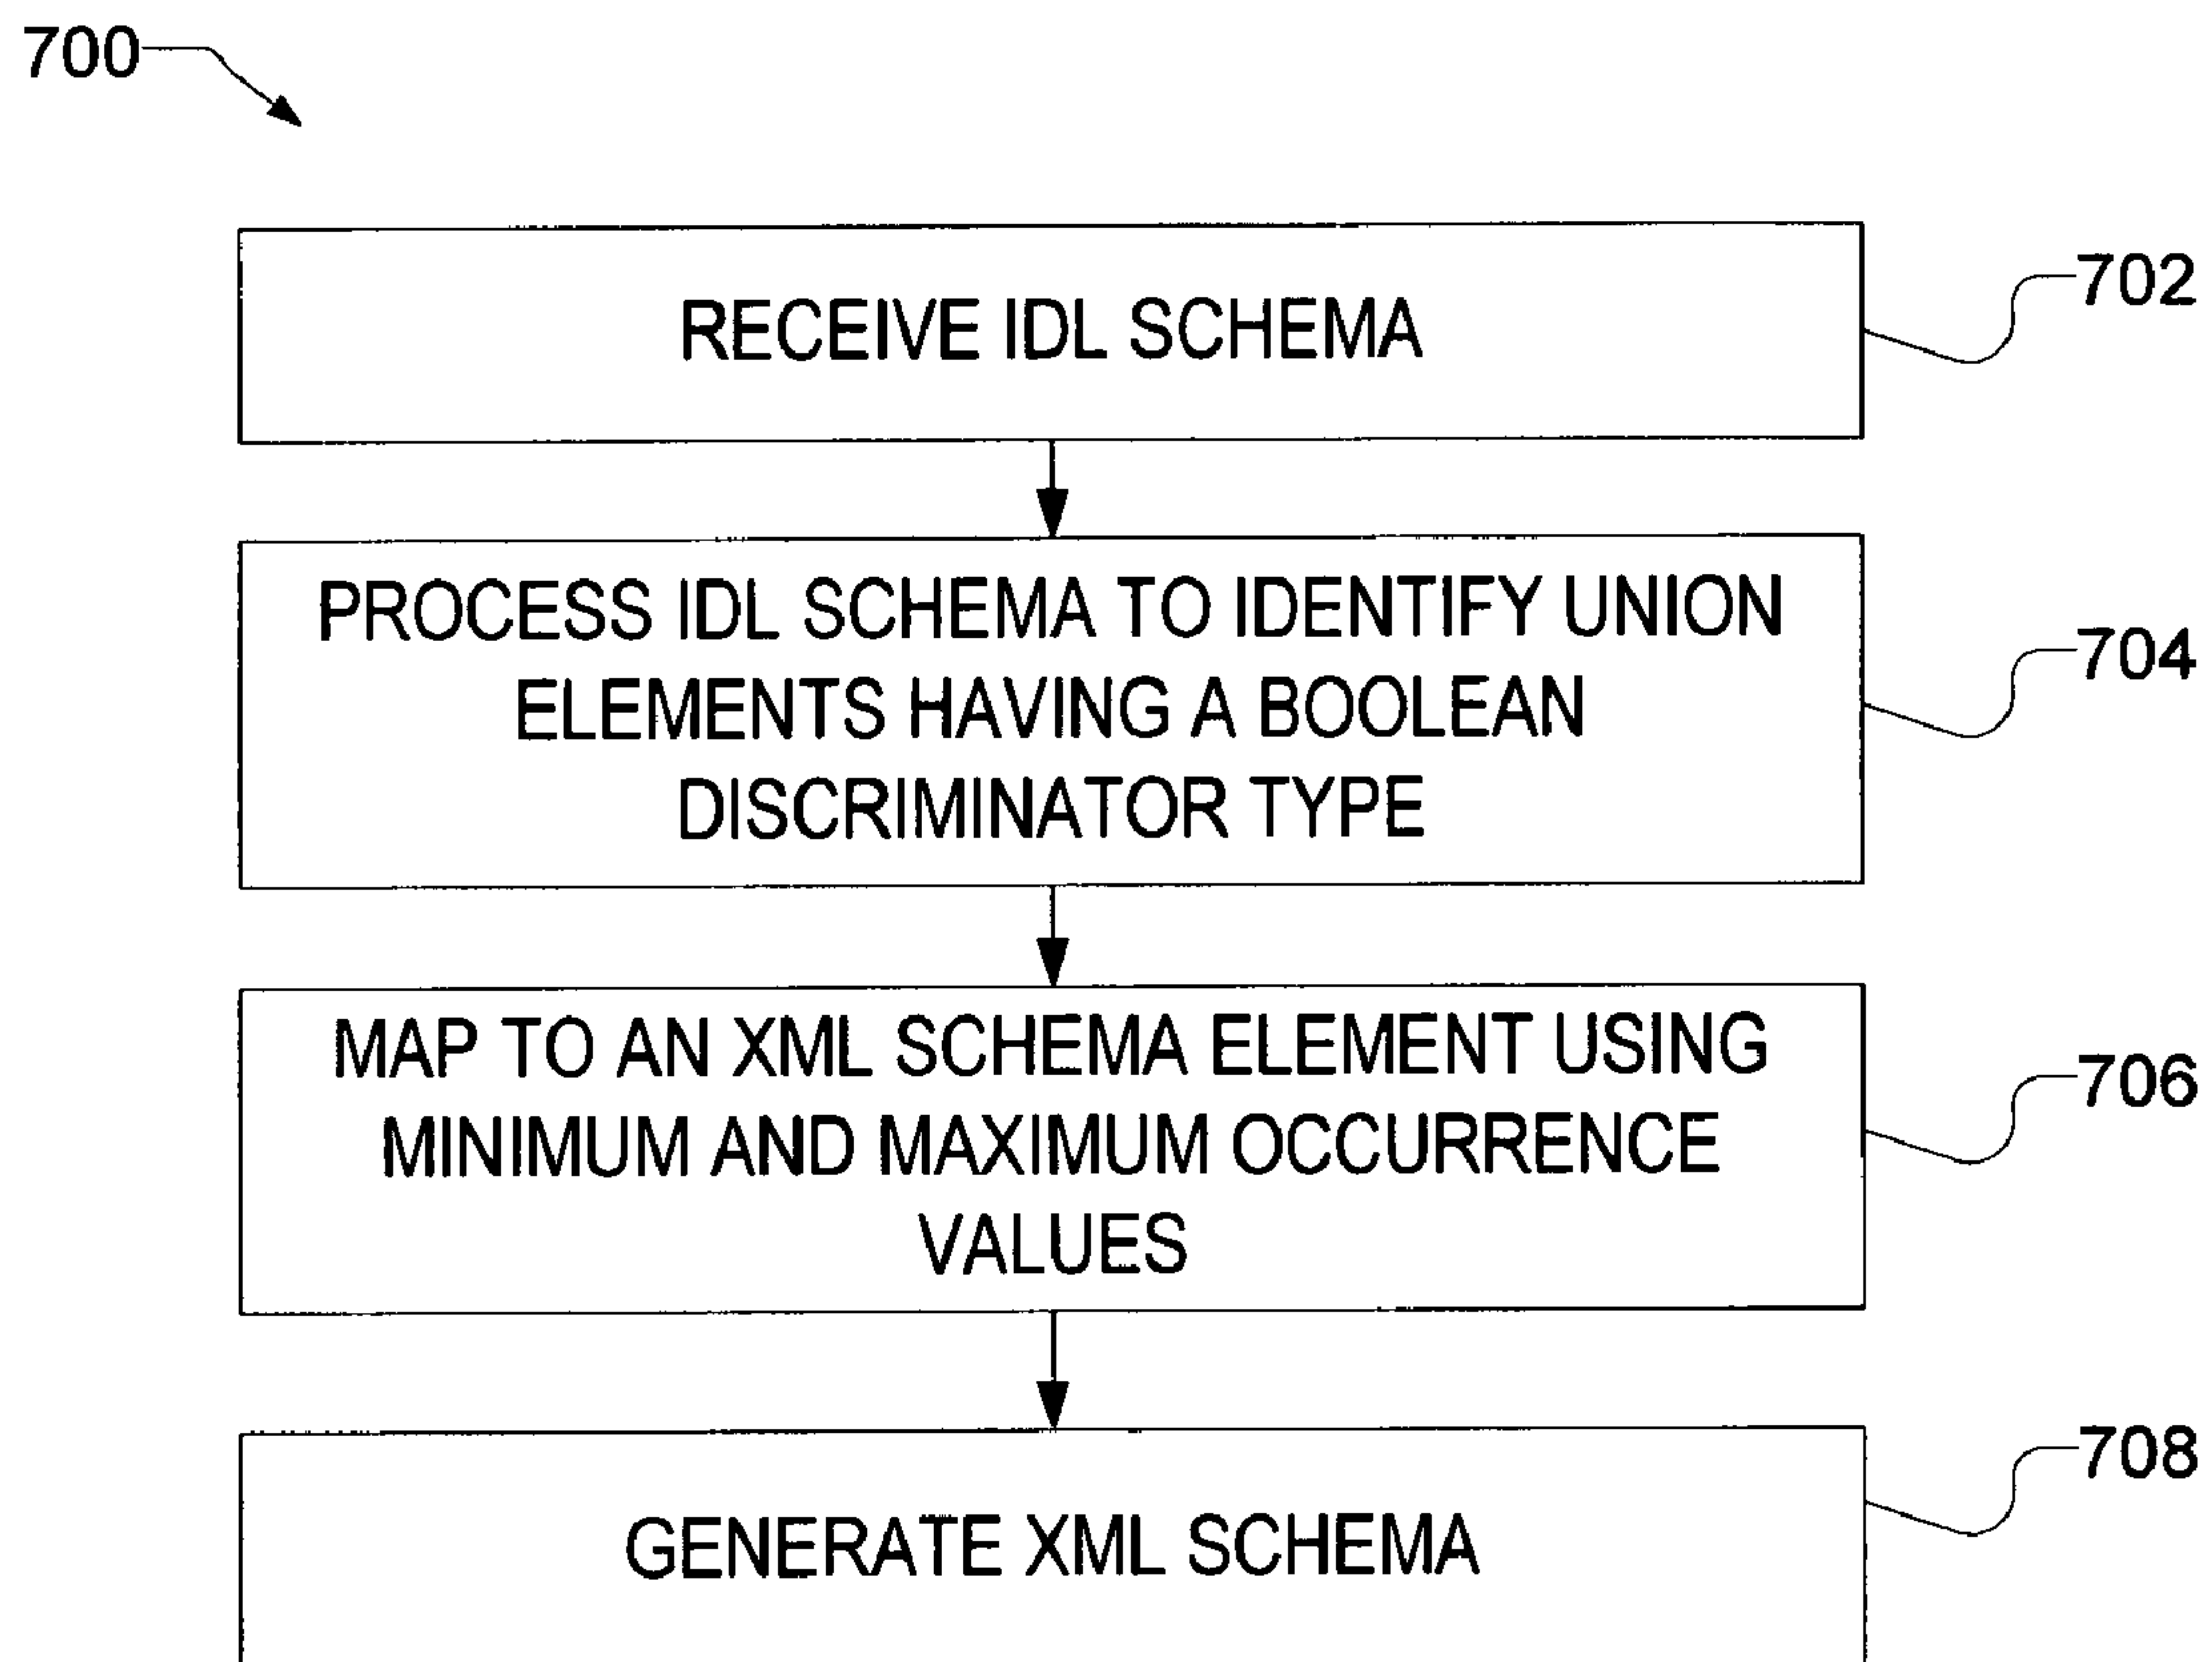 700
RECEIVE IDL SCHEMA
702
PROCESS IDL SCHEMA TO IDENTIFY UNION
ELEMENTS HAVING A BOOLEAN
DISCRIMINATOR TYPE
704
MAP TO AN XML SCHEMA ELEMENT USING
MINIMUM AND MAXIMUM OCCURRENCE
VALUES
706
GENERATE XML SCHEMA
708